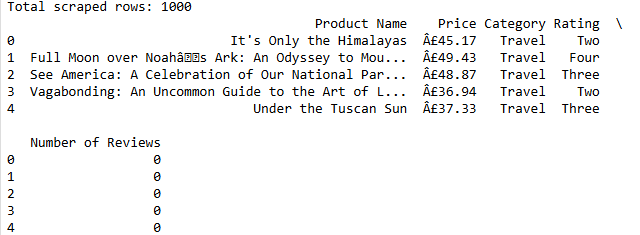 Total scraped rows: 1000
Product Name Price Category Rating \
0 It's Only the Himalayas Â£45.17 Travel Two
1 Full Moon over Noahâ��s Ark: An Odyssey to Mou... Â£49.43 Travel Four
2 See America: A Celebration of Our National Par... Â£48.87 Travel Three
3 Vagabonding: An Uncommon Guide to the Art of L... Â£36.94 Travel Two
4 Under the Tuscan Sun Â£37.33 Travel Three
Number of Reviews
0 0
1 0
2 0
3 0
4 0